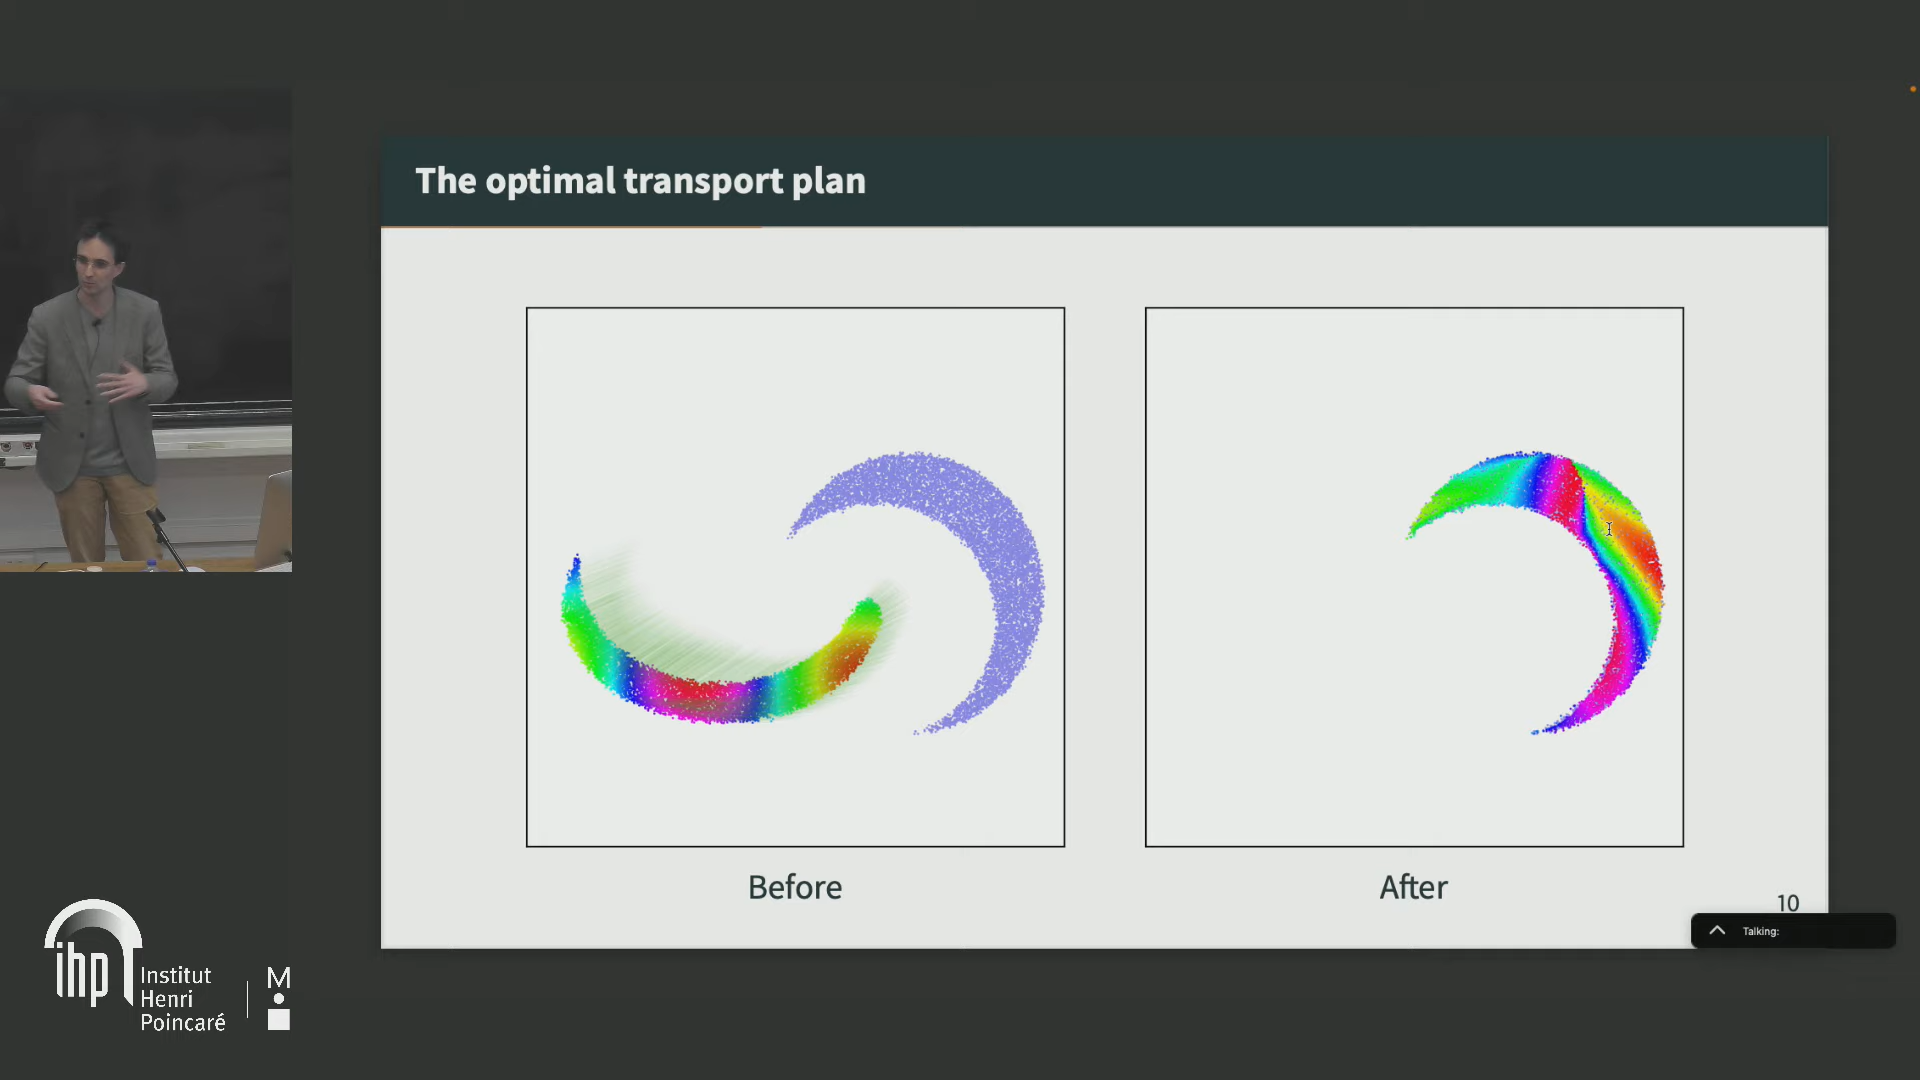 The optimal transport plan
Before
After
10
Talking:
ihp
Institut
Henri
Poincaré
M